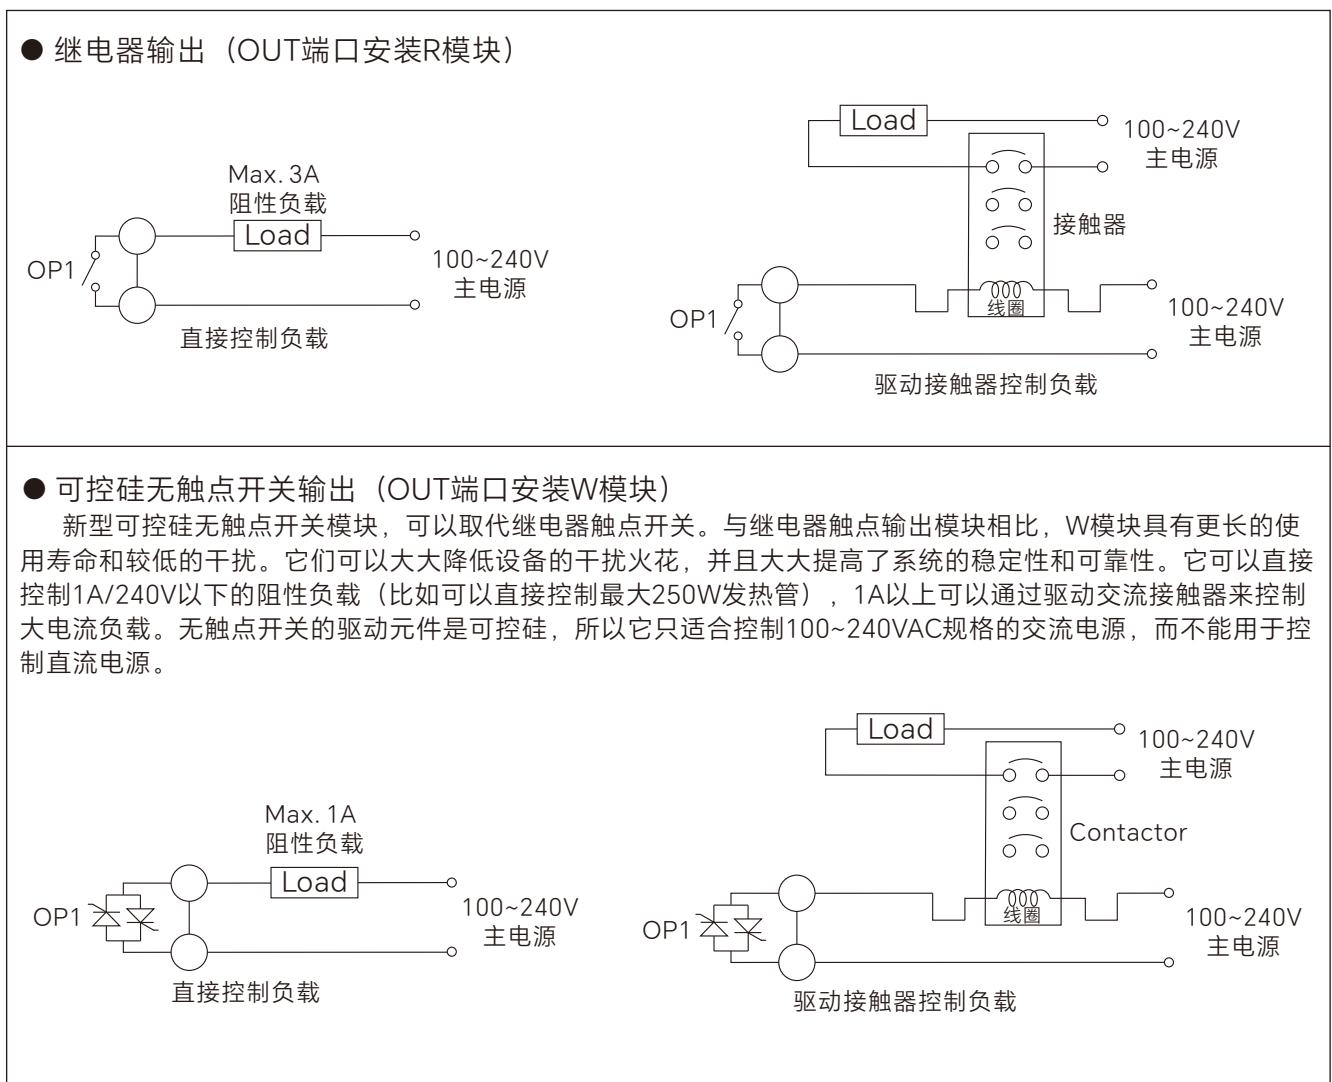 ● 继电器输出（OUT端口安装R模块）
Max. 3A
阻性负载
Load
OP1
100~240V
主电源
直接控制负载
Load
100~240V
主电源
接触器
OP1
线圈
100~240V
主电源
驱动接触器控制负载
● 可控硅无触点开关输出（OUT端口安装W模块）
新型可控硅无触点开关模块，可以取代继电器触点开关。与继电器触点输出模块相比，W模块具有更长的使
用寿命和较低的干扰。它们可以大大降低设备的干扰火花，并且大大提高了系统的稳定性和可靠性。它可以直接
控制1A/240V以下的阻性负载（比如可以直接控制最大250W发热管），1A以上可以通过驱动交流接触器来控制
大电流负载。无触点开关的驱动元件是可控硅，所以它只适合控制100~240VAC规格的交流电源，而不能用于控
制直流电源。
Max. 1A
阻性负载
Load
OP1
100~240V
主电源
直接控制负载
Load
100~240V
主电源
Contactor
OP1
线圈
100~240V
主电源
驱动接触器控制负载